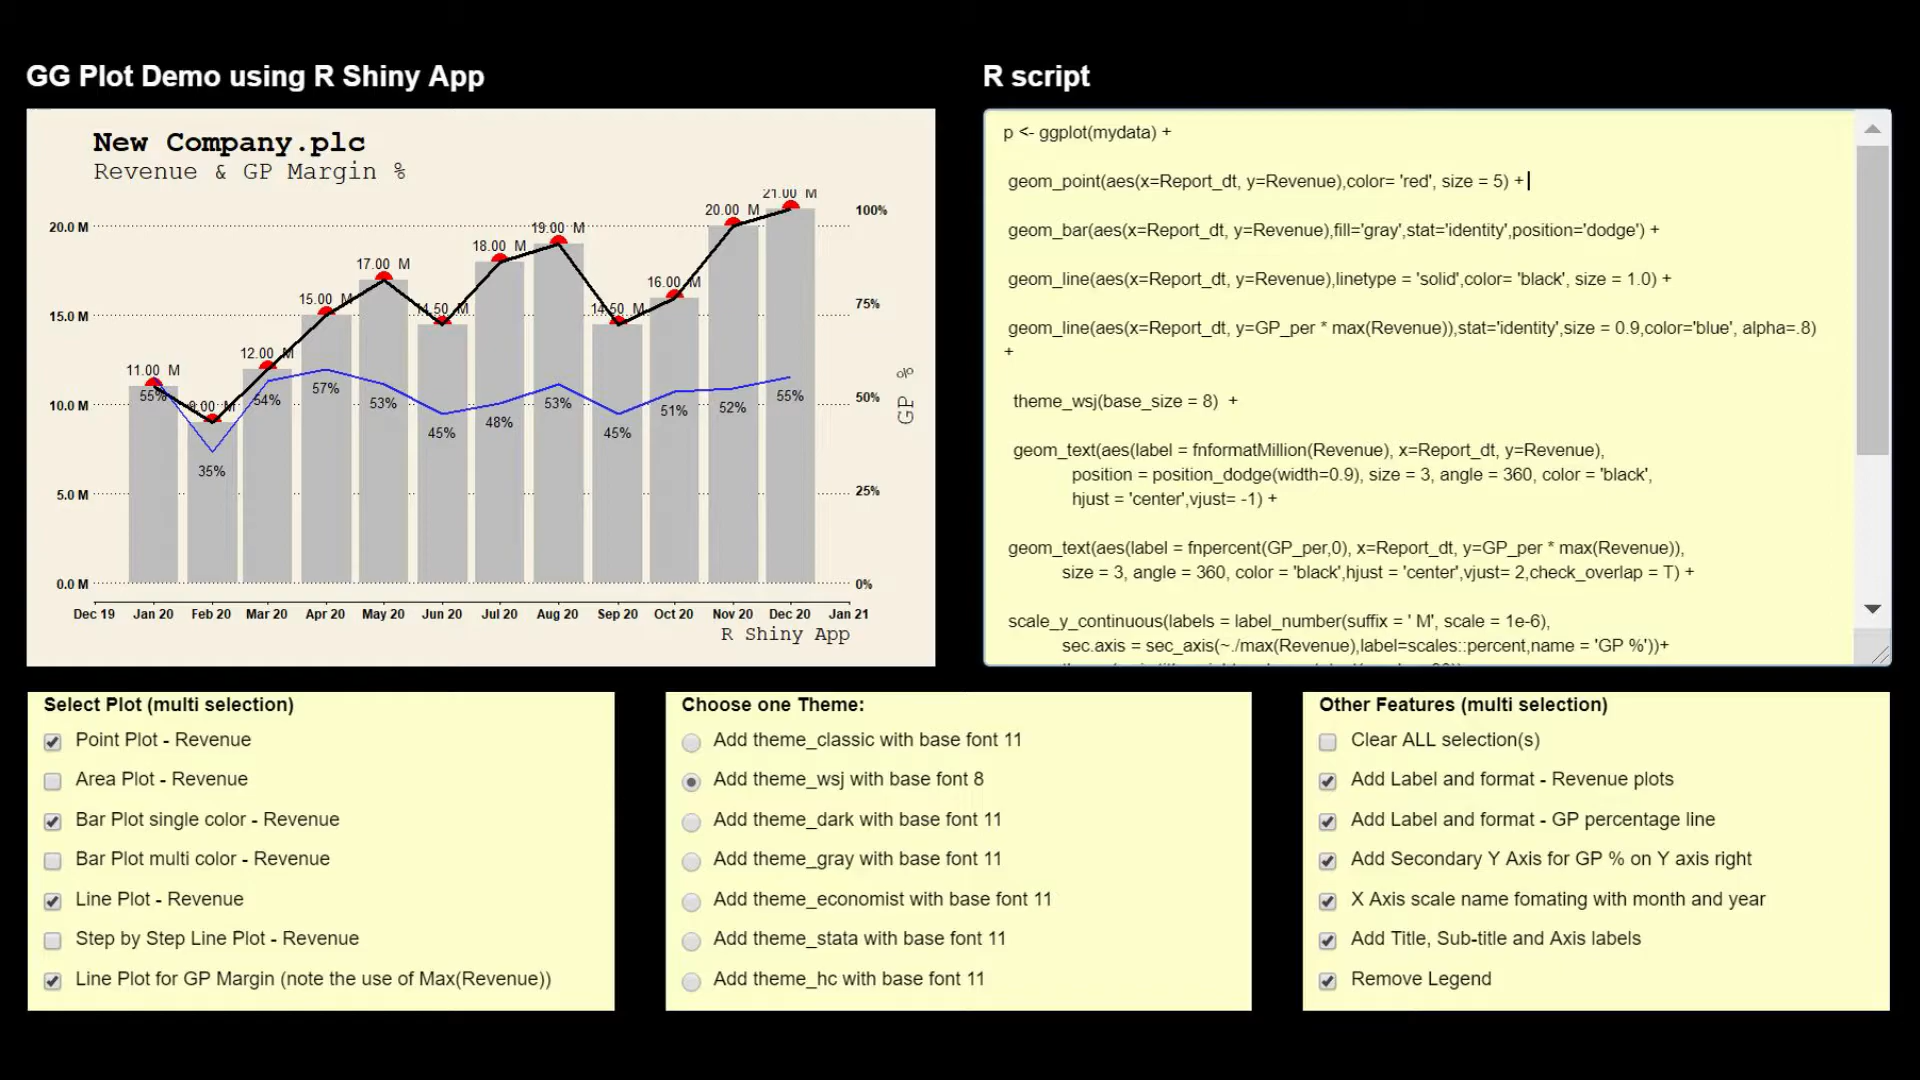 GG Plot Demo using R Shiny App
New Company.plc
Revenue & GP Margin %
20.0 M
15.0 M
10.0 M
5.0 M
0.0 M
100%
75%
50%
25%
0%
GP %
11.00 M
12.00 M
15.00 M
17.00 M
14.50 M
18.00 M
19.00 M
14.50 M
16.00 M
20.00 M
21.00 M
55%
35%
54%
57%
53%
45%
48%
53%
45%
51%
52%
55%
Dec 19 Jan 20 Feb 20 Mar 20 Apr 20 May 20 Jun 20 Jul 20 Aug 20 Sep 20 Oct 20 Nov 20 Dec 20 Jan 21
R Shiny App
R script
p <- ggplot(mydata) +
geom_point(aes(x=Report_dt, y=Revenue),color= 'red', size = 5) +
geom_bar(aes(x=Report_dt, y=Revenue),fill='gray',stat='identity',position='dodge') +
geom_line(aes(x=Report_dt, y=Revenue),linetype = 'solid',color= 'black', size = 1.0) +
geom_line(aes(x=Report_dt, y=GP_per * max(Revenue)),stat='identity',size = 0.9,color='blue', alpha=.8)
+
theme_wsj(base_size = 8) +
geom_text(aes(label = fnformatMillion(Revenue), x=Report_dt, y=Revenue),
position = position_dodge(width=0.9), size = 3, angle = 360, color = 'black',
hjust = 'center',vjust= -1) +
geom_text(aes(label = fnpercent(GP_per,0), x=Report_dt, y=GP_per * max(Revenue)),
size = 3, angle = 360, color = 'black',hjust = 'center',vjust= 2,check_overlap = T) +
scale_y_continuous(labels = label_number(suffix = ' M', scale = 1e-6),
sec.axis = sec_axis(~./max(Revenue),label=scales::percent,name = 'GP %'))+
Select Plot (multi selection)
Point Plot - Revenue
Area Plot - Revenue
Bar Plot single color - Revenue
Bar Plot multi color - Revenue
Line Plot - Revenue
Step by Step Line Plot - Revenue
Line Plot for GP Margin (note the use of Max(Revenue))
Choose one Theme:
Add theme_classic with base font 11
Add theme_wsj with base font 8
Add theme_dark with base font 11
Add theme_gray with base font 11
Add theme_economist with base font 11
Add theme_stata with base font 11
Add theme_hc with base font 11
Other Features (multi selection)
Clear ALL selection(s)
Add Label and format - Revenue plots
Add Label and format - GP percentage line
Add Secondary Y Axis for GP % on Y axis right
X Axis scale name fomating with month and year
Add Title, Sub-title and Axis labels
Remove Legend